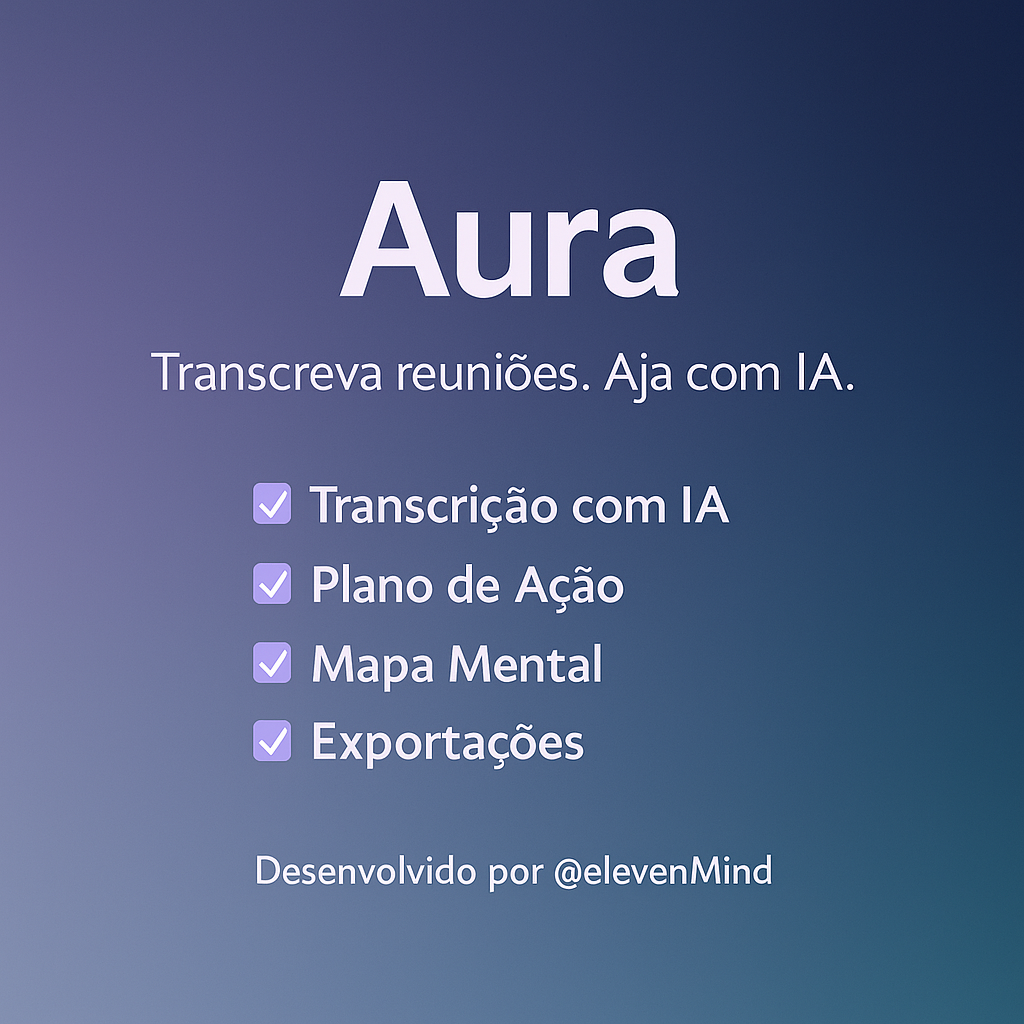 Aura
Transcreva reuniões. Aja com IA.
Transcrição com IA
Plano de Ação
Mapa Mental
Exportações
Desenvolvido por @elevenMind